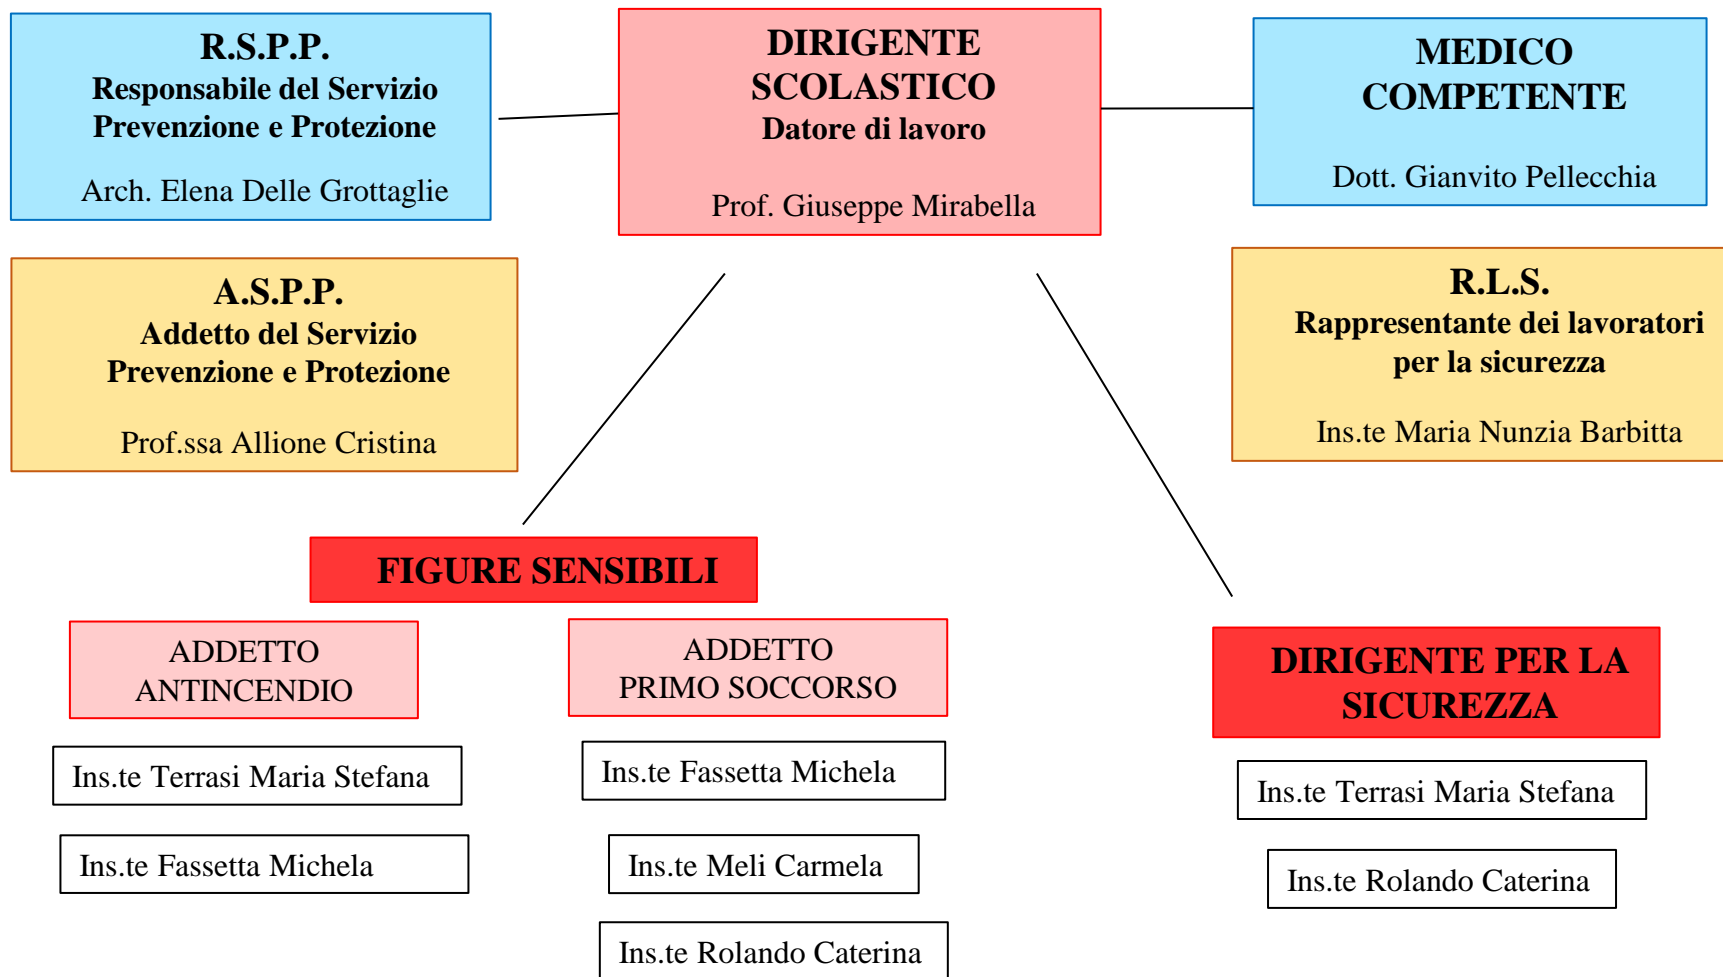 R.S.P.P.
Responsabile del Servizio
Prevenzione e Protezione
Arch. Elena Delle Grottaglie
DIRIGENTE
SCOLASTICO
Datore di lavoro
Prof. Giuseppe Mirabella
MEDICO
COMPETENTE
Dott. Gianvito Pellecchia
A.S.P.P.
Addetto del Servizio
Prevenzione e Protezione
Prof.ssa Allione Cristina
R.L.S.
Rappresentante dei lavoratori
per la sicurezza
Ins.te Maria Nunzia Barbitta
FIGURE SENSIBILI
ADDETTO
ANTINCENDIO
Ins.te Terrasi Maria Stefana
Ins.te Fassetta Michela
ADDETTO
PRIMO SOCCORSO
Ins.te Fassetta Michela
Ins.te Meli Carmela
Ins.te Rolando Caterina
DIRIGENTE PER LA
SICUREZZA
Ins.te Terrasi Maria Stefana
Ins.te Rolando Caterina